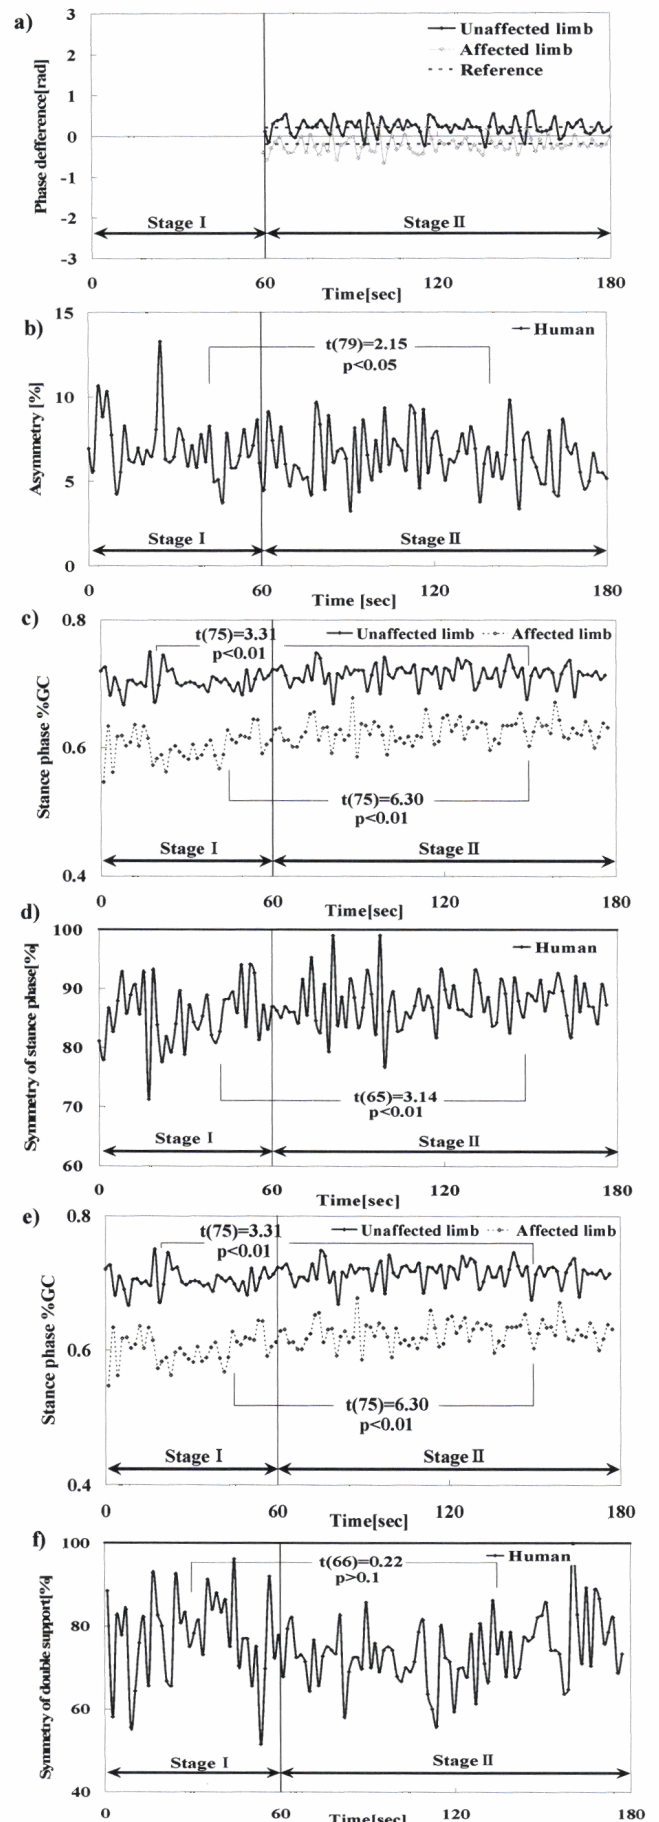 a)
3
Unaffected limb
Affected limb
Reference
2
1
0
-1
-2
-3
Phase defference[rad]
Stage I
Stage II
0
60
120
180
Time[sec]
b)
15
Human
t(79)=2.15
p<0.05
10
5
0
Asymmetry [%]
Stage I
Stage II
0
60
120
180
Time [sec]
c)
0.8
t(75)=3.31
p<0.01
Unaffected limb
Affected limb
0.6
Stance phase %GC
t(75)=6.30
p<0.01
Stage I
Stage II
0.4
0
60
120
180
Time[sec]
d)
100
Human
90
80
70
60
Symmetry of stance phase[%]
t(65)=3.14
p<0.01
Stage I
Stage II
0
60
120
180
Time[sec]
e)
0.8
t(75)=3.31
p<0.01
Unaffected limb
Affected limb
0.6
Stance phase %GC
t(75)=6.30
p<0.01
Stage I
Stage II
0.4
0
60
120
180
Time[sec]
f)
100
t(66)=0.22
p>0.1
Human
80
60
40
Symmetry of double support[%]
Stage I
Stage II
0
60
120
180
Time[sec]